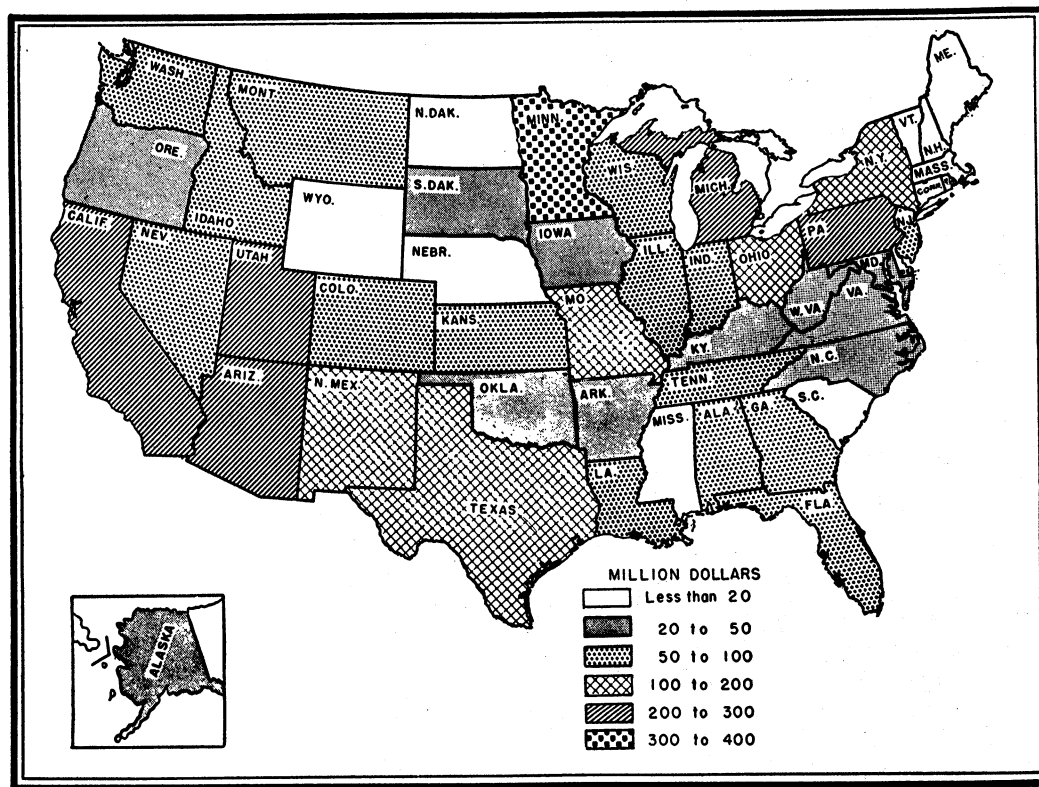 WASH.
MONT.
N.DAK.
MINN.
ME.
VT.
N.H.
ORE.
IDAHO
WYO.
S.DAK.
WIS.
MICH.
N.Y.
MASS.
CONN.
CALIF.
NEV.
UTAH
NEBR.
IOWA
ILL.
IND.
OHIO
PA.
N.J.
MD.
COLO.
KANS.
MO.
KY.
W.VA.
VA.
ARIZ.
N.MEX.
OKLA.
ARK.
TENN.
N.C.
S.C.
TEXAS
LA.
MISS.
ALA.
GA.
FLA.
ALASKA
MILLION DOLLARS
Less than 20
20 to 50
50 to 100
100 to 200
200 to 300
300 to 400